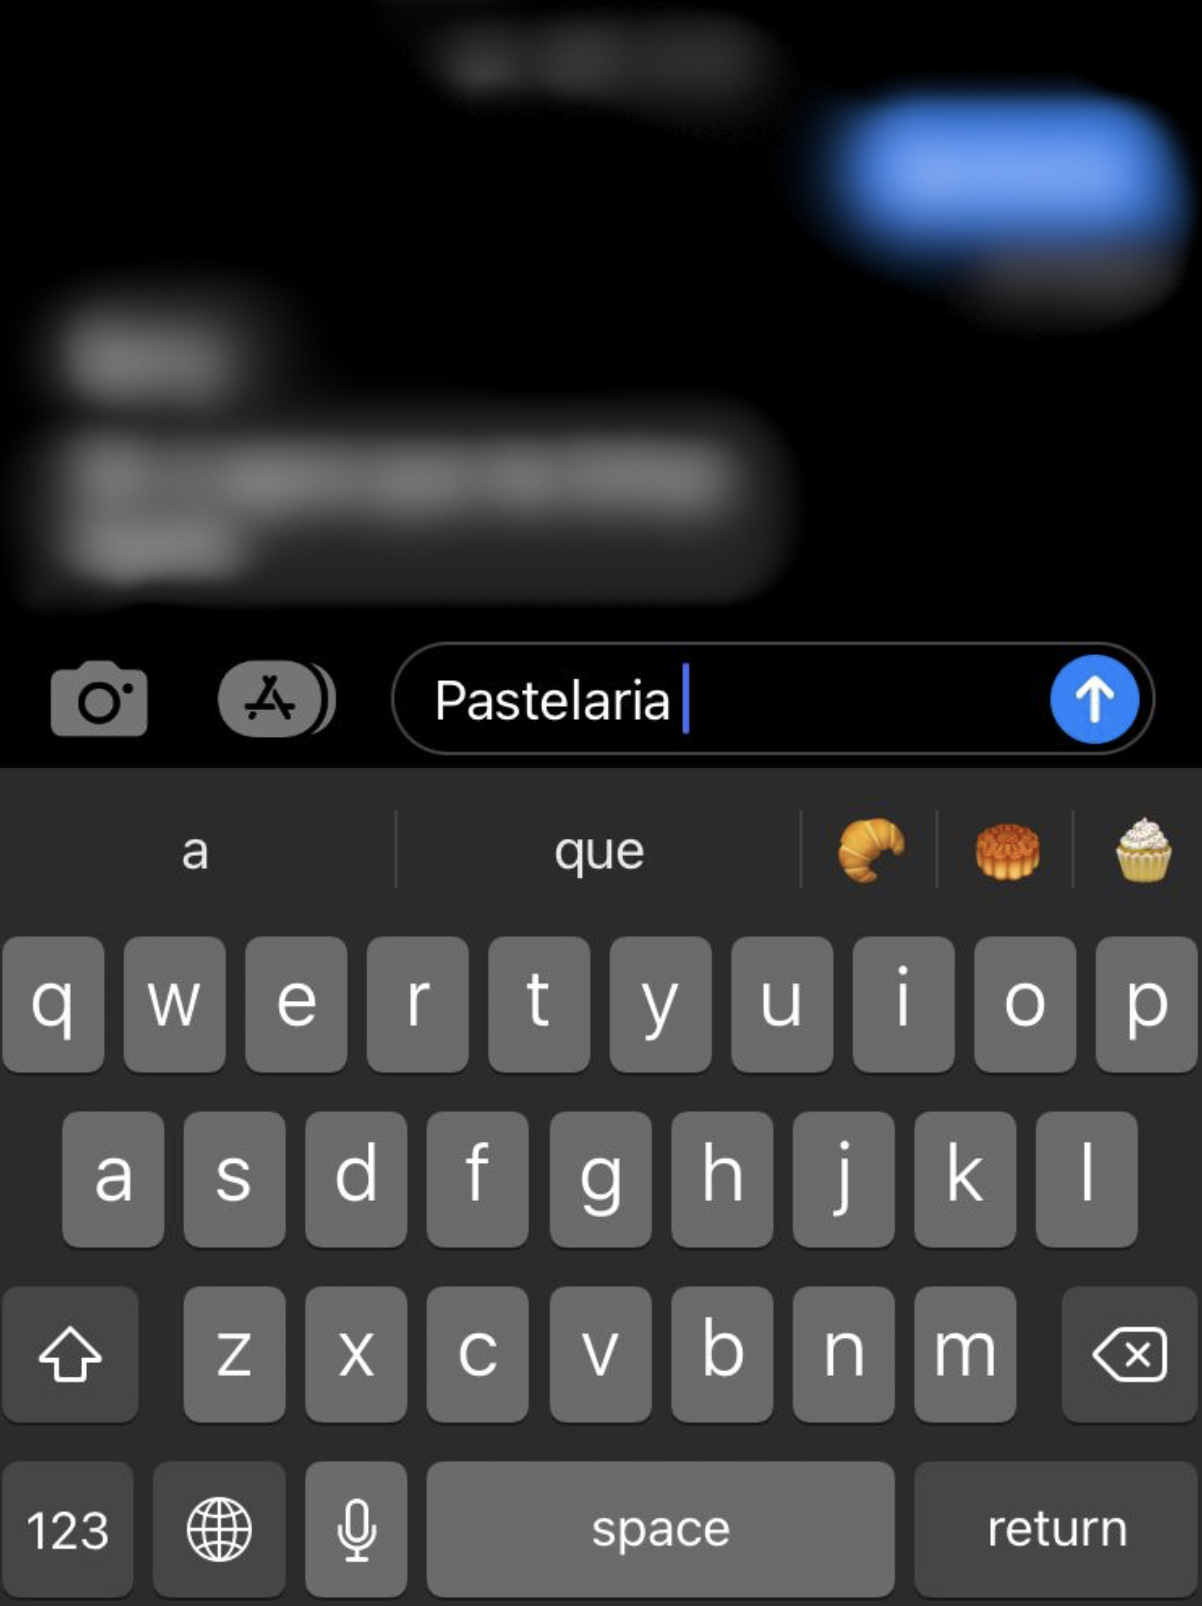 Pastelaria
a que
q w e r t y u i o p
a s d f g h j k l
z x c v b n m
123 space return